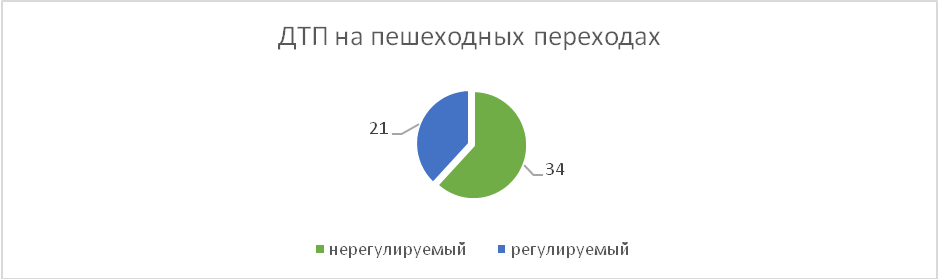 ДТП на пешеходных переходах
21
34
нерегулируемый
регулируемый